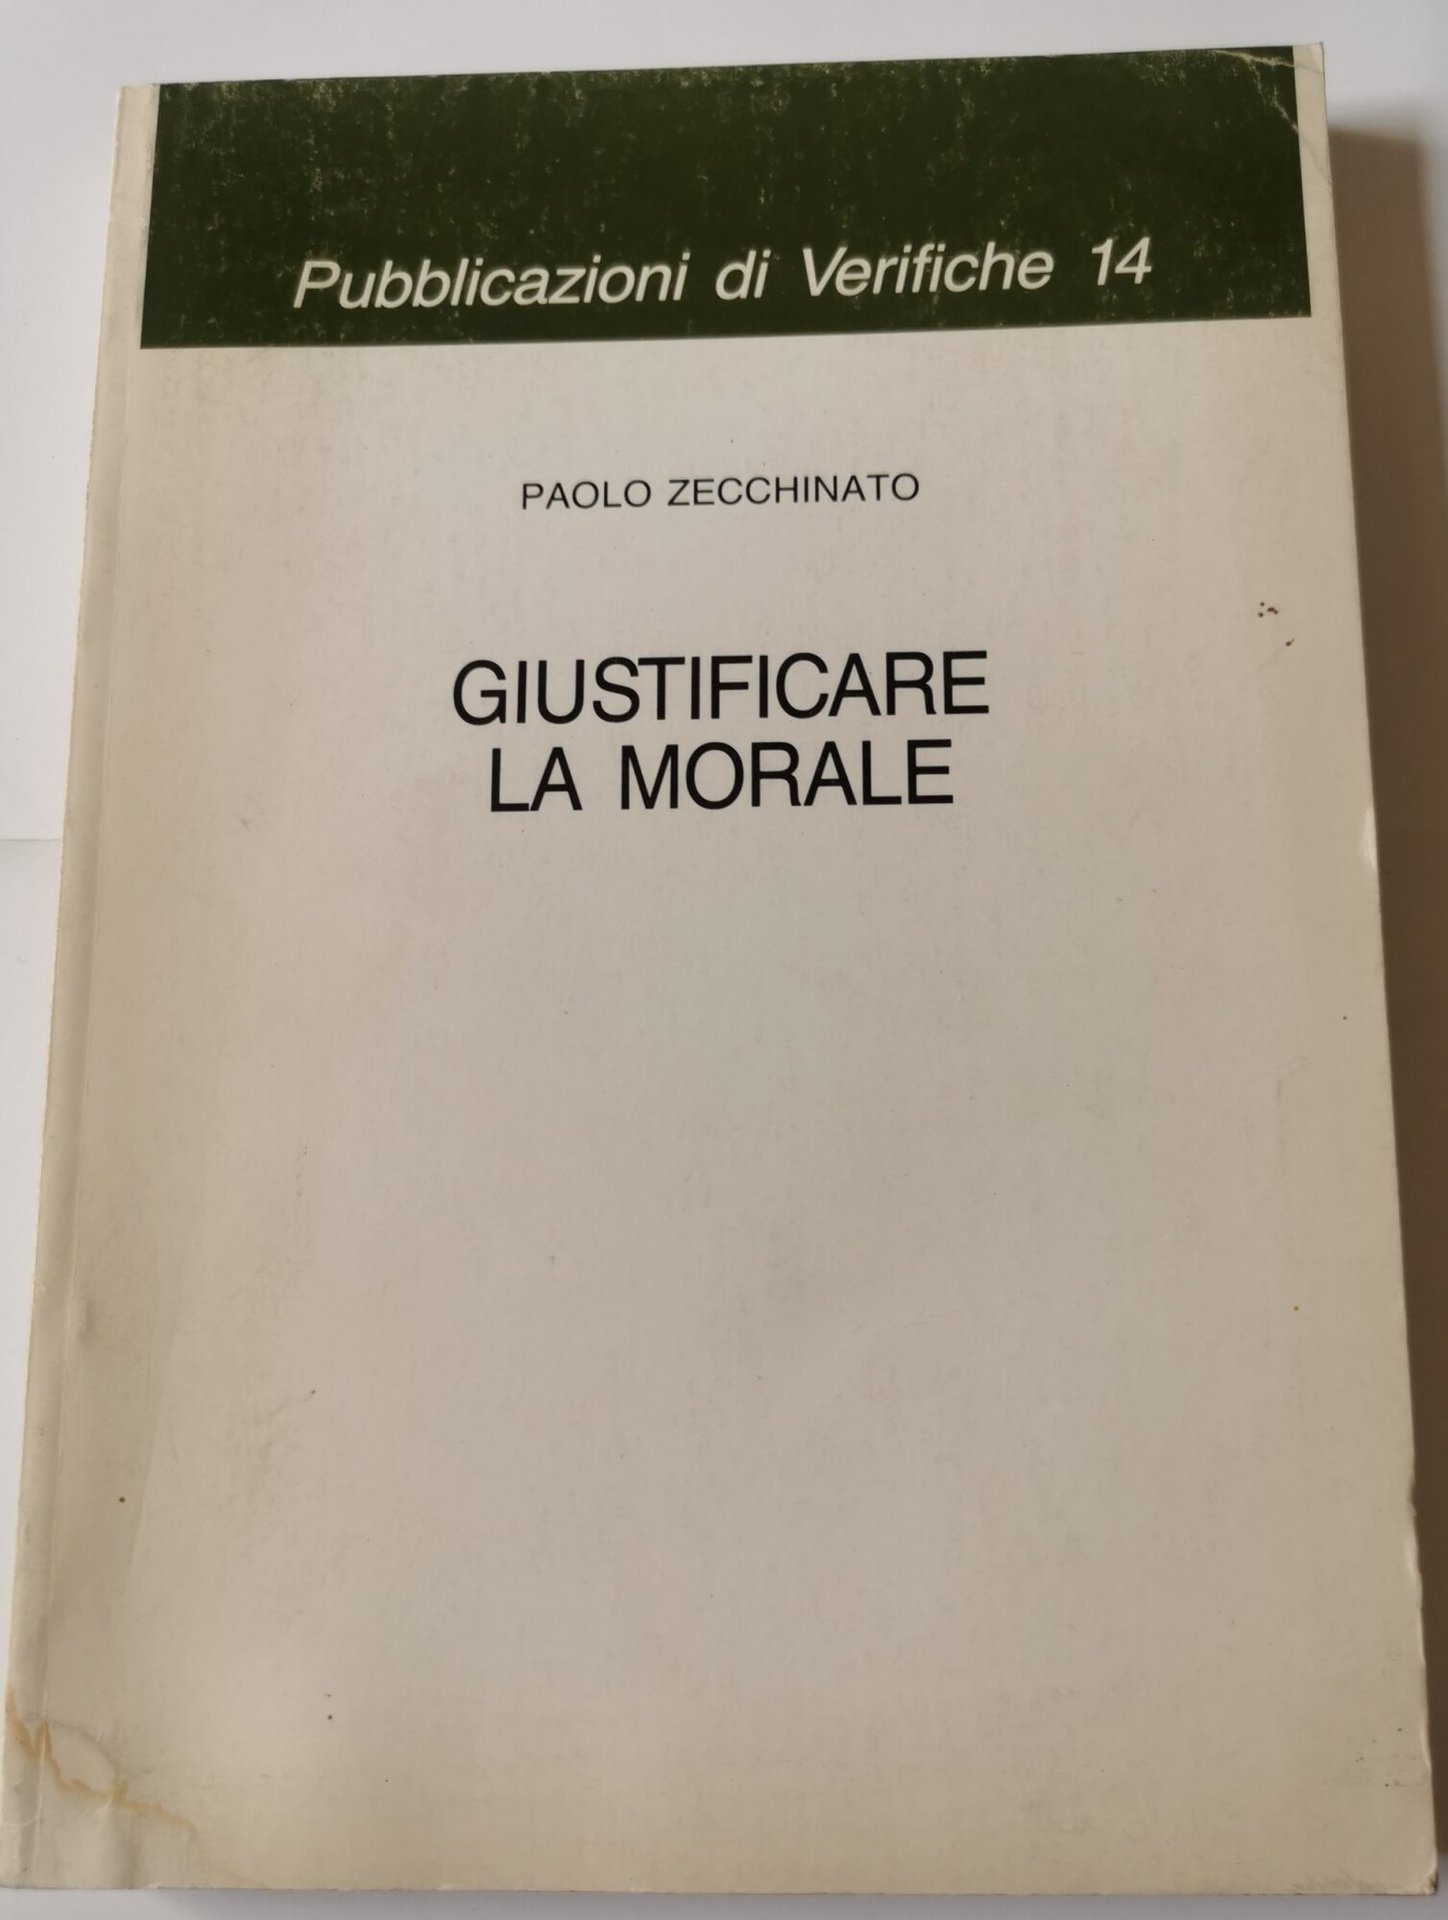 Pubblicazioni di Verifiche 14
PAOLO ZECCHINATO
GIUSTIFICARE
LA MORALE